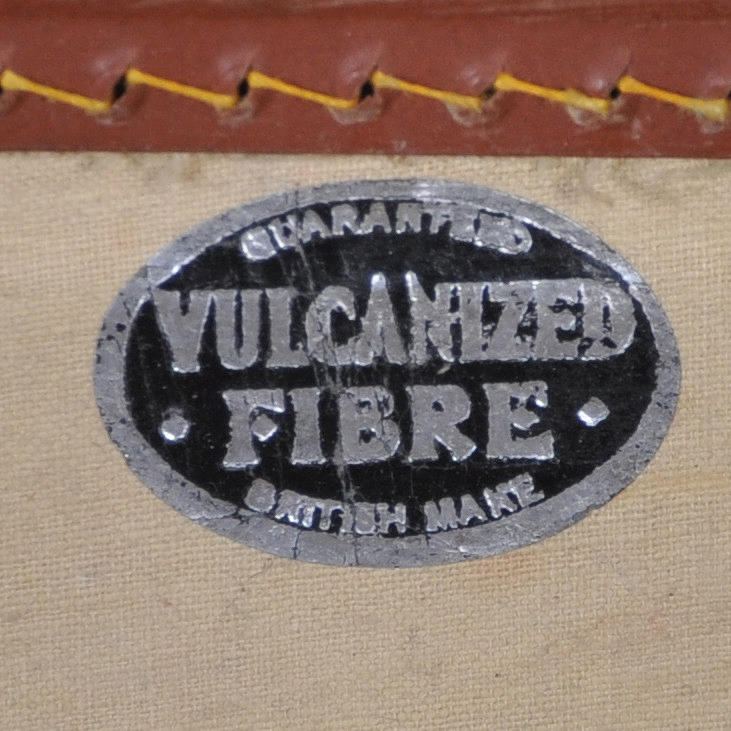 GUARANTEED
VULCANIZED
FIBRE
BRITISH MAKE